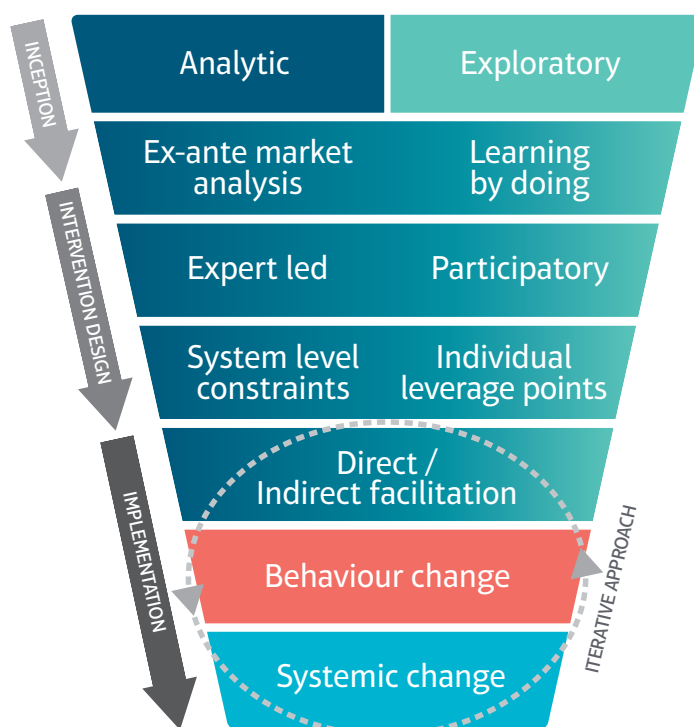 INCEPTION
Analytic
Exploratory
Ex-ante market
analysis
Learning
by doing
INTERVENTION DESIGN
Expert led
Participatory
System level
constraints
Individual
leverage points
IMPLEMENTATION
Direct /
Indirect facilitation
Behaviour change
Systemic change
ITERATIVE APPROACH